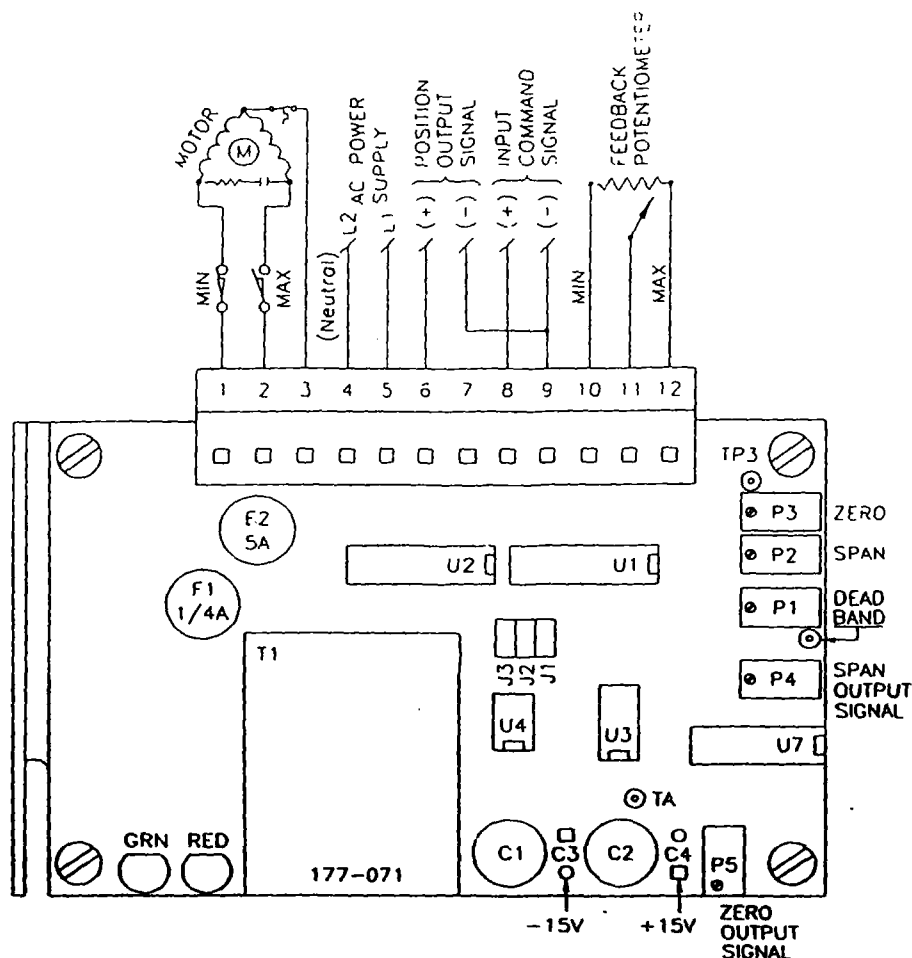 MOTOR
M
MIN
MAX
(Neutral)
L2 AC POWER
L1 SUPPLY
(+) POSITION
OUTPUT
(-) SIGNAL
(+) INPUT
COMMAND
(-) SIGNAL
FEEDBACK
POTENTIOMETER
MIN
MAX
1 2 3 4 5 6 7 8 9 10 11 12
TP3
P3 ZERO
P2 SPAN
P1 DEAD
BAND
P4 SPAN
OUTPUT
SIGNAL
F2
5A
F1
1/4A
U2
U1
T1
J3
J2
J1
U4
U3
U7
TA
GRN RED
177-071
C1
C3
C2
C4
P5
-15V
+15V
ZERO
OUTPUT
SIGNAL